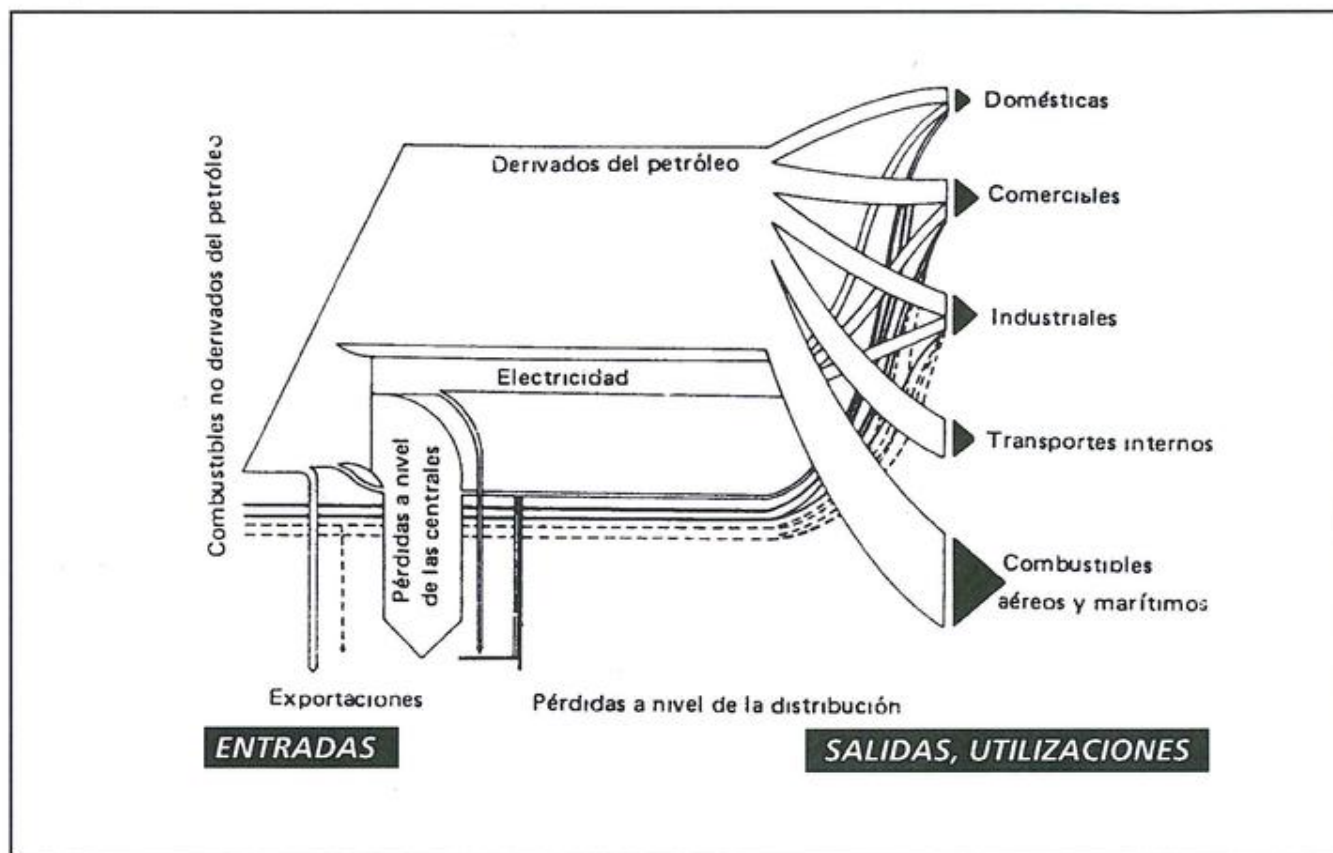 Combustibles no derivados del petróleo
Derivados del petróleo
Electricidad
Pérdidas a nivel
de las centrales
Exportaciones
Pérdidas a nivel de la distribución
ENTRADAS
SALIDAS, UTILIZACIONES
Domésticas
Comerciales
Industriales
Transportes internos
Combustibles
aéreos y marítimos